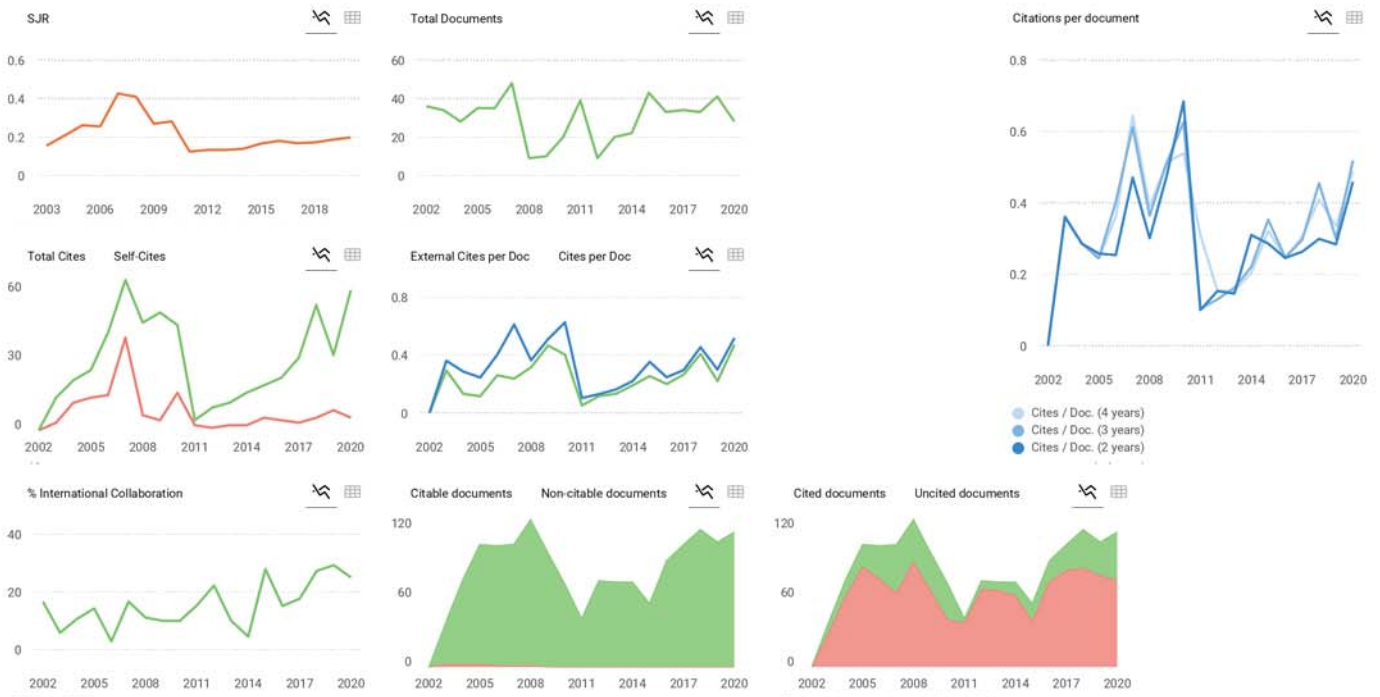 SJR
0.6
0.4
0.2
0
2003 2006 2009 2012 2015 2018
Total Documents
60
40
20
0
2002 2005 2008 2011 2014 2017 2020
Citations per document
0.8
0.6
0.4
0.2
0
2002 2005 2008 2011 2014 2017 2020
Cites / Doc. (4 years)
Cites / Doc. (3 years)
Cites / Doc. (2 years)
Total Cites Self-Cites
60
30
0
2002 2005 2008 2011 2014 2017 2020
External Cites per Doc Cites per Doc
0.8
0.4
0
2002 2005 2008 2011 2014 2017 2020
% International Collaboration
40
20
0
2002 2005 2008 2011 2014 2017 2020
Citable documents Non-citable documents
120
60
0
2002 2005 2008 2011 2014 2017 2020
Cited documents Uncited documents
120
60
0
2002 2005 2008 2011 2014 2017 2020